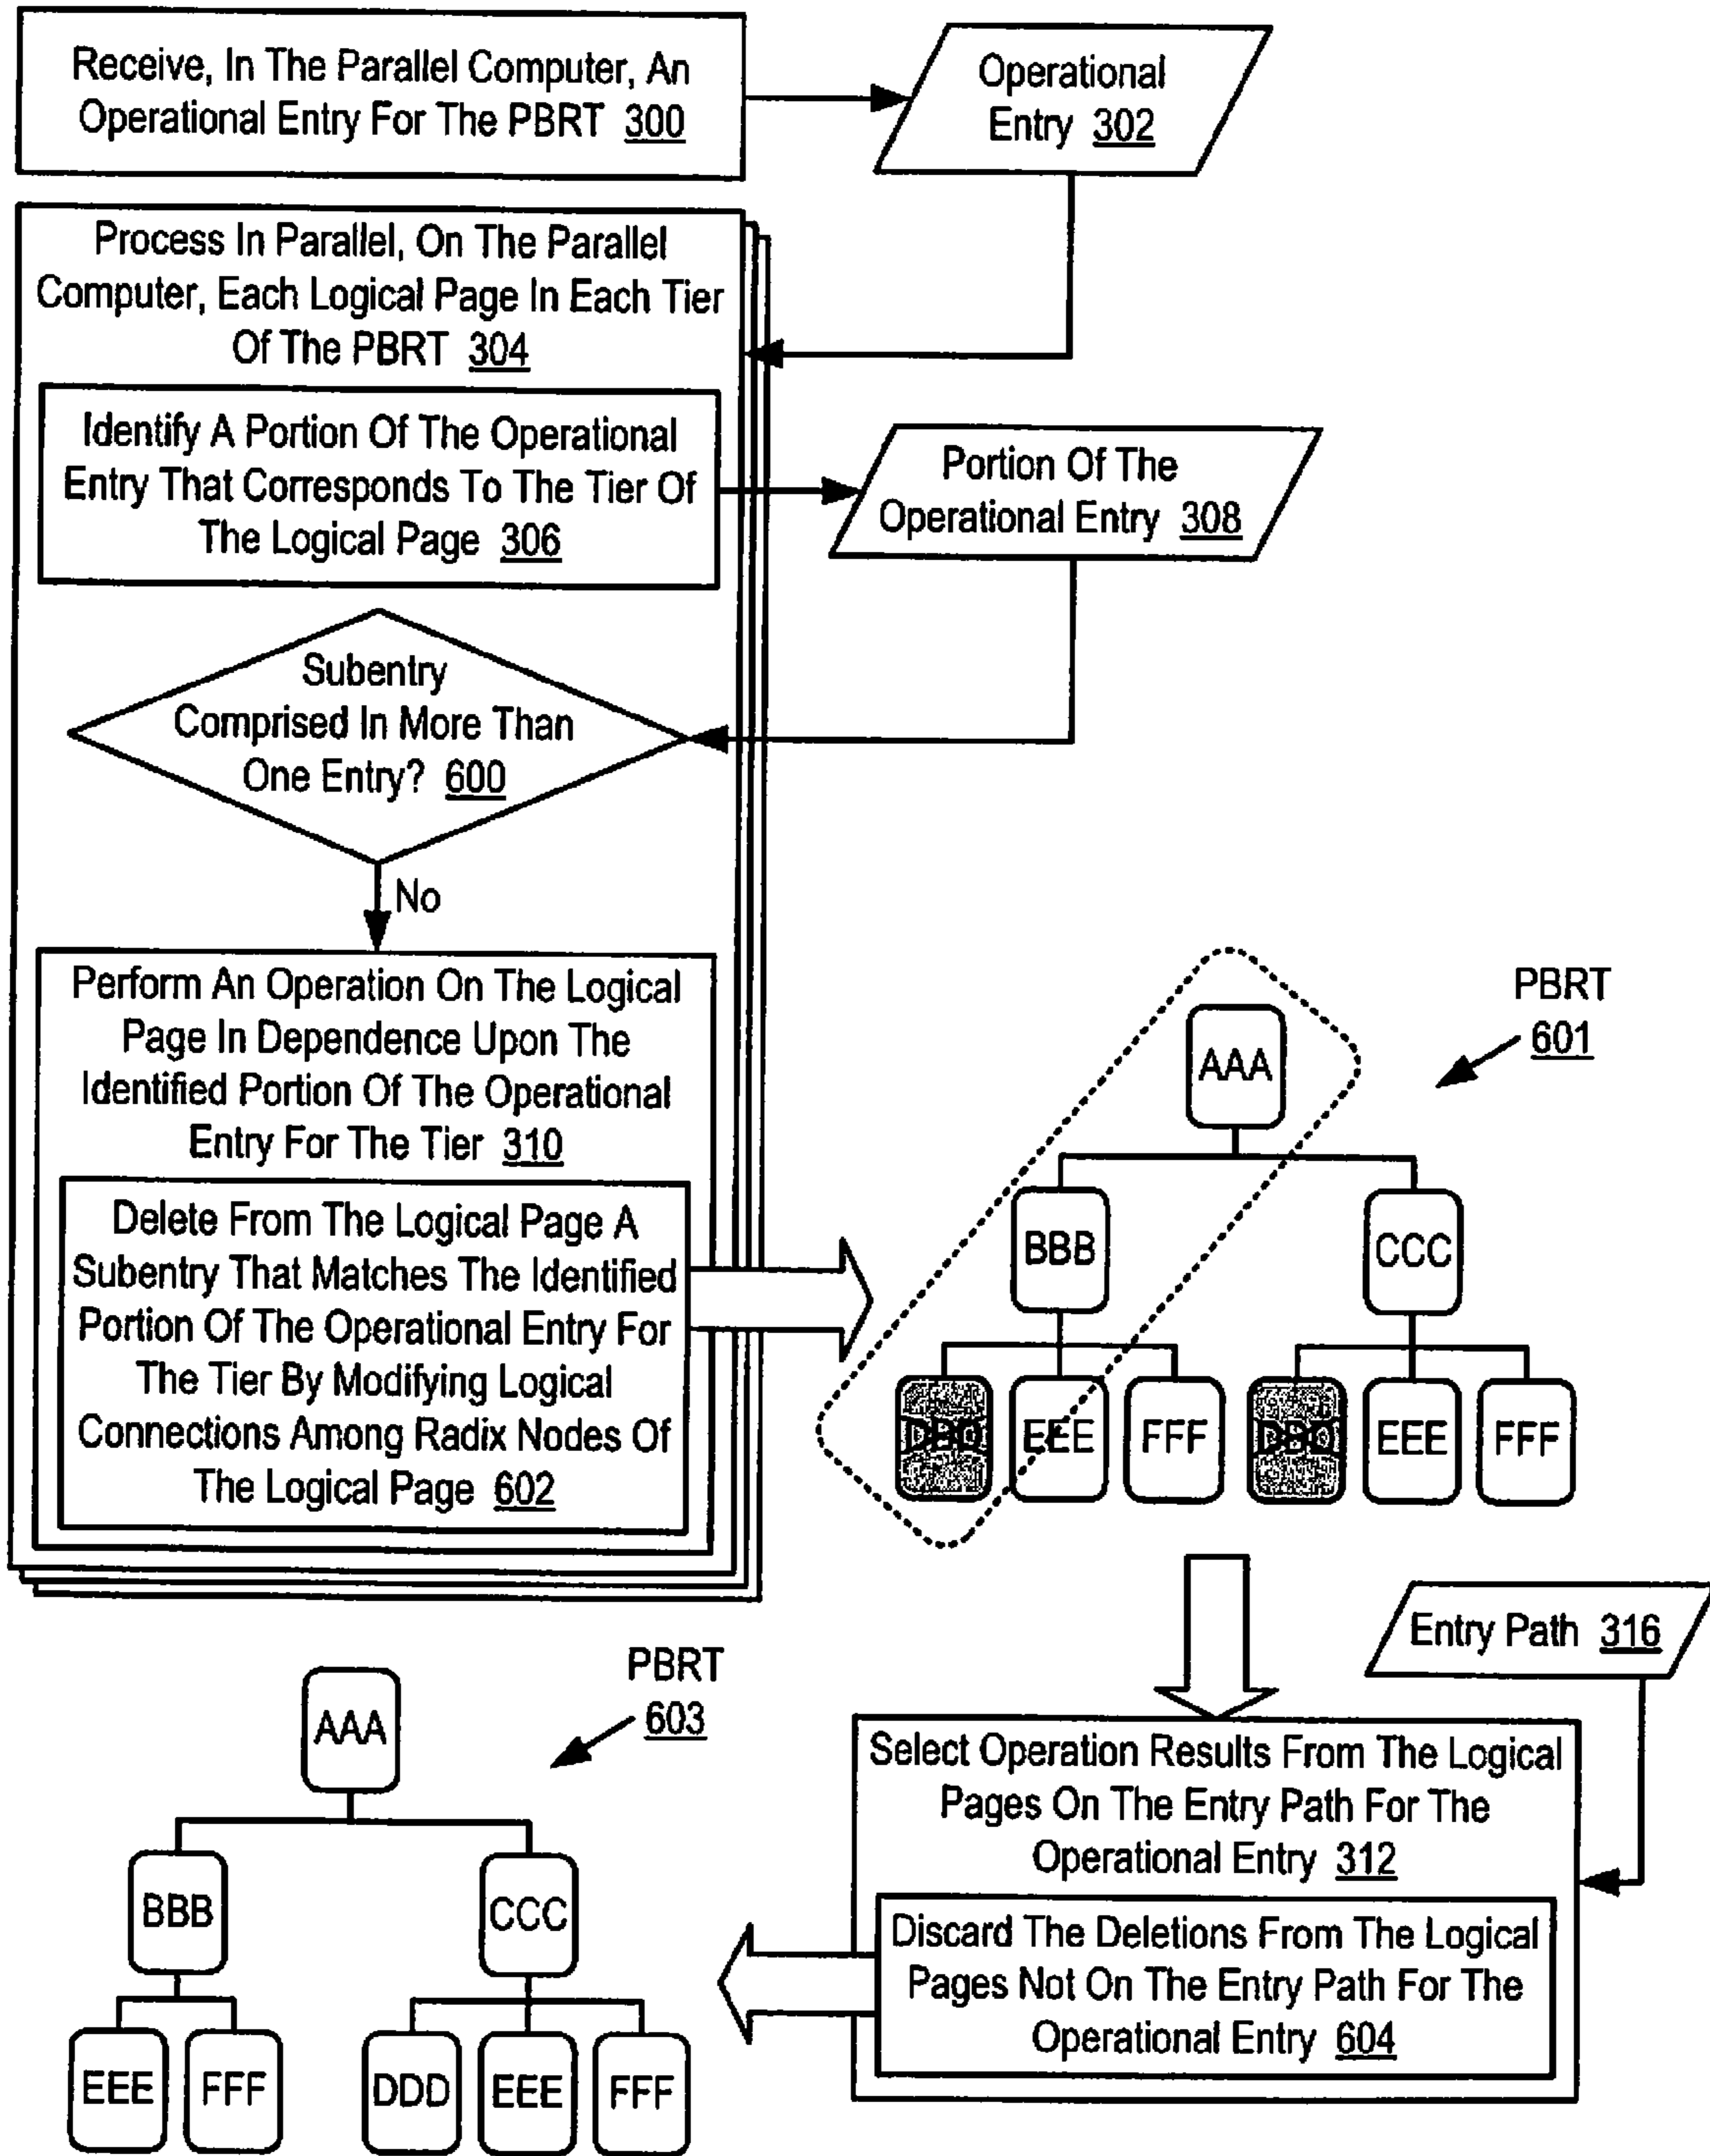 Receive, In The Parallel Computer, An
Operational Entry For The PBRT 300
Operational
Entry 302
Process In Parallel, On The Parallel
Computer, Each Logical Page In Each Tier
Of The PBRT 304
Identify A Portion Of The Operational
Entry That Corresponds To The Tier Of
The Logical Page 306
Portion Of The
Operational Entry 308
Subentry
Comprised In More Than
One Entry? 600
No
Perform An Operation On The Logical
Page In Dependence Upon The
Identified Portion Of The Operational
Entry For The Tier 310
Delete From The Logical Page A
Subentry That Matches The Identified
Portion Of The Operational Entry For
The Tier By Modifying Logical
Connections Among Radix Nodes Of
The Logical Page 602
PBRT
601
AAA
BBB
CCC
EEE
FFF
EEE
FFF
Entry Path 316
Select Operation Results From The Logical
Pages On The Entry Path For The
Operational Entry 312
Discard The Deletions From The Logical
Pages Not On The Entry Path For The
Operational Entry 604
PBRT
603
AAA
BBB
CCC
EEE
FFF
DDD
EEE
FFF